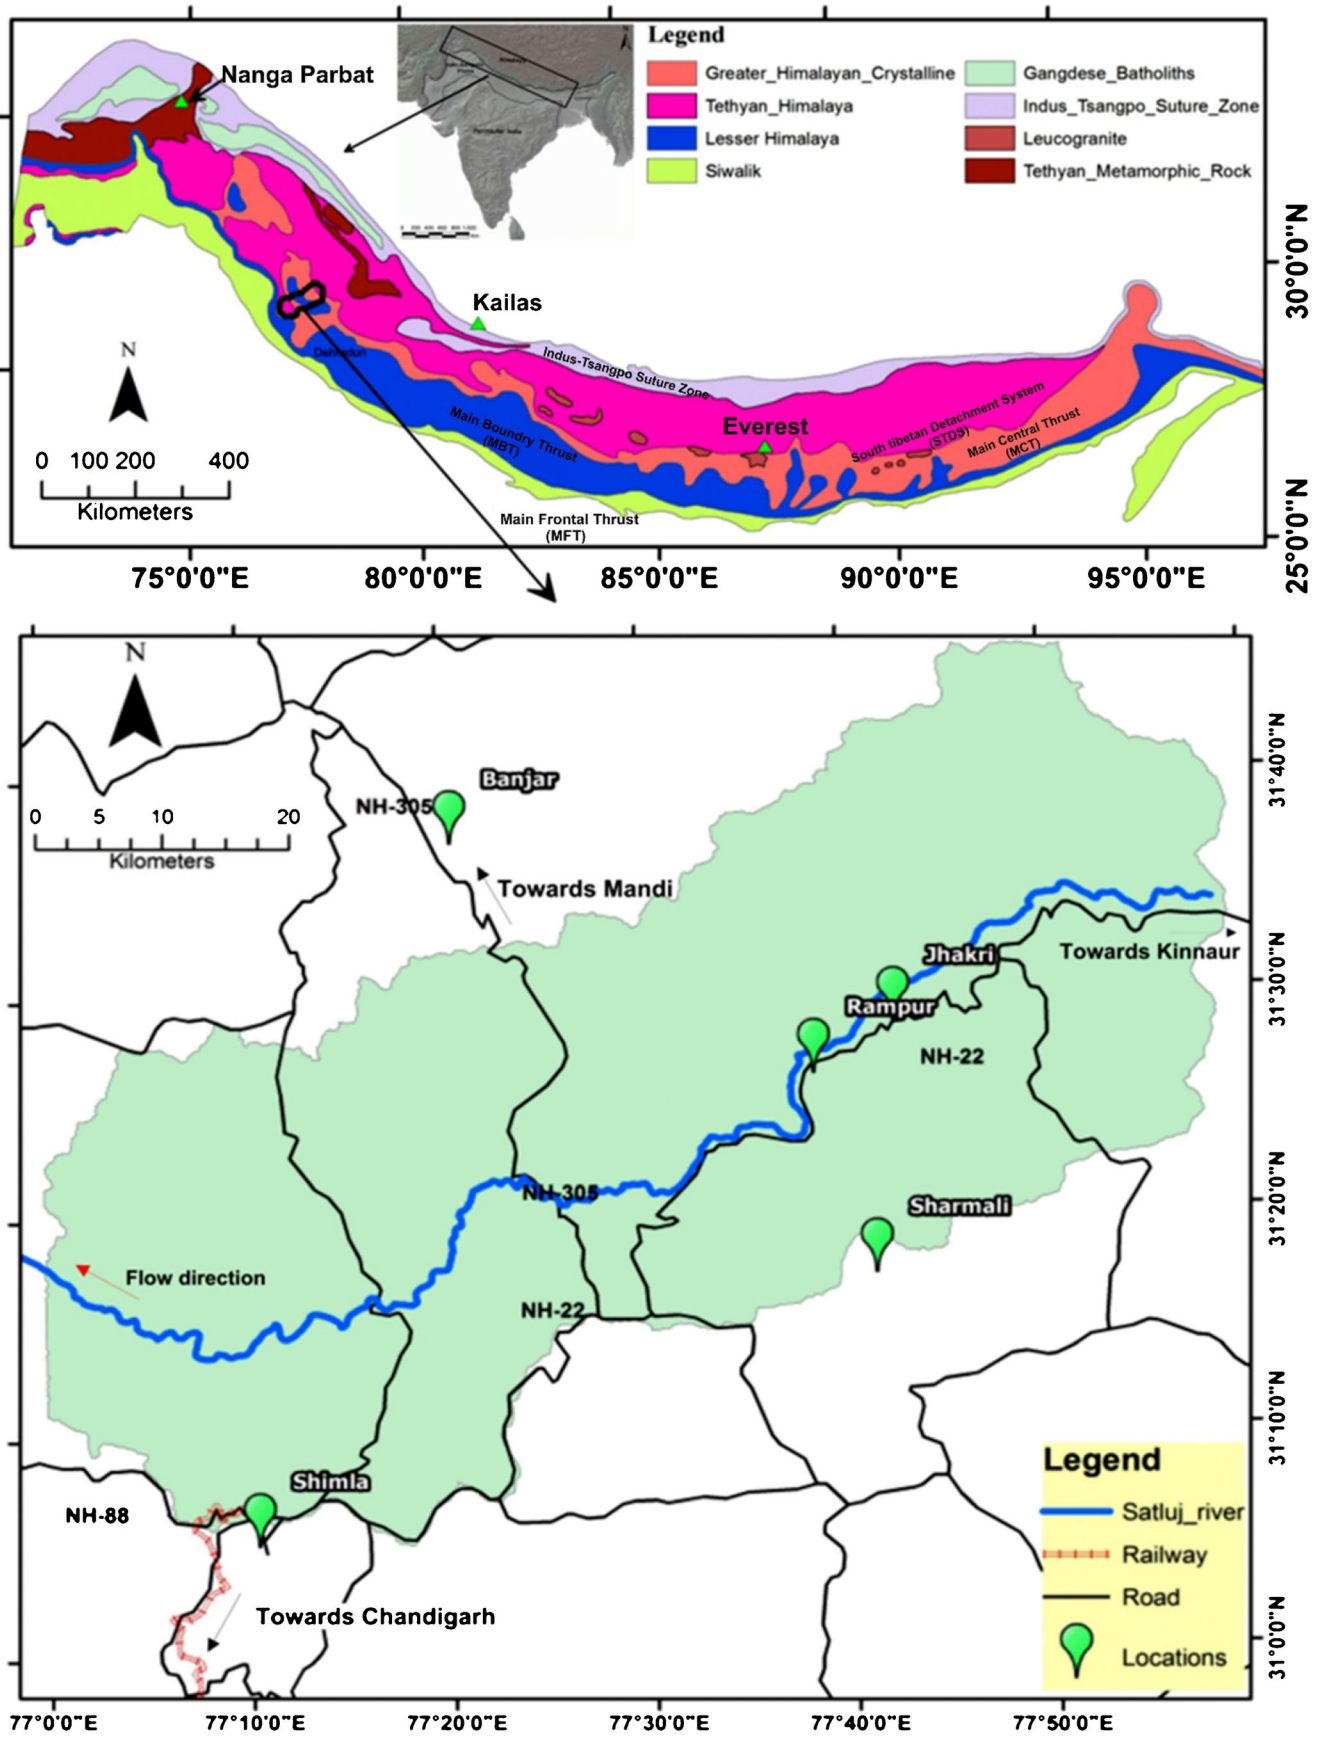 Nanga Parbat
Himalaya
Peninsular India
N
Legend
Greater_Himalayan_Crystalline
Tethyan_Himalaya
Lesser Himalaya
Siwalik
Gangdese_Batholiths
Indus_Tsangpo_Suture_Zone
Leucogranite
Tethyan_Metamorphic_Rock
30°0'0"N
25°0'0"N
Kailas
Dehradun
Indus-Tsangpo Suture Zone
N
Everest
Main Boundry Thrust
(MBT)
South tibetan Detachment System
(STDS)
Main Central Thrust
(MCT)
0 100 200 400
Kilometers
Main Frontal Thrust
(MFT)
75°0'0"E 80°0'0"E 85°0'0"E 90°0'0"E 95°0'0"E
N
Banjar
NH-305
0 5 10 20
Kilometers
Towards Mandi
Jhakri
Towards Kinnaur
Rampur
NH-22
NH-305
Sharmali
Flow direction
NH-22
Shimla
NH-88
Towards Chandigarh
Legend
Satluj_river
Railway
Road
Locations
31°40'0"N
31°30'0"N
31°20'0"N
31°10'0"N
31°0'0"N
77°0'0"E 77°10'0"E 77°20'0"E 77°30'0"E 77°40'0"E 77°50'0"E